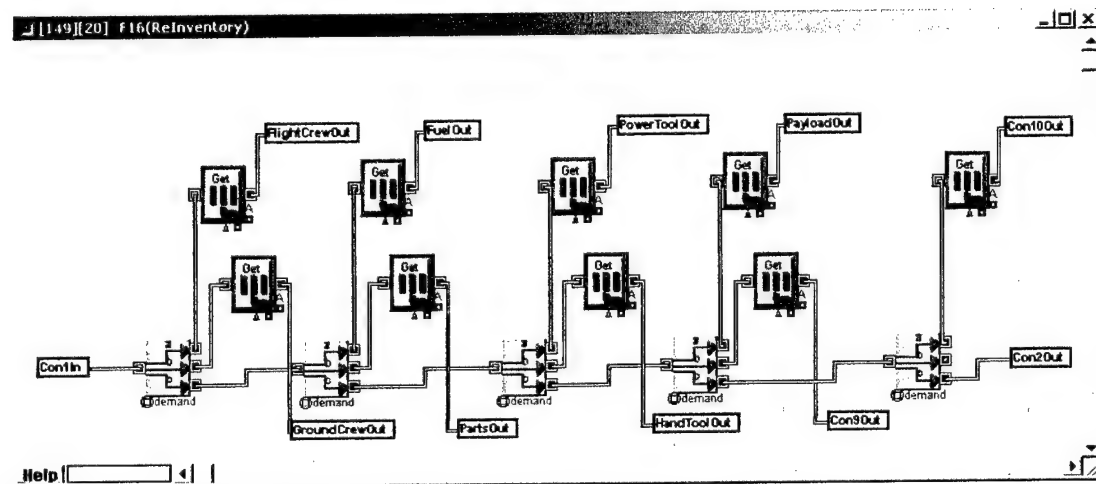 [149][20] F16(ReInventory)
FlightCrewOut
FuelOut
PowerToolOut
PayloadOut
Con10Out
Get
Get
Get
Get
Get
A
A
A
A
A
Get
Get
Get
Get
A
A
A
A
Con1In
Con2Out
demand
demand
demand
demand
demand
GroundCrewOut
PartsOut
HandToolOut
Con9Out
Help